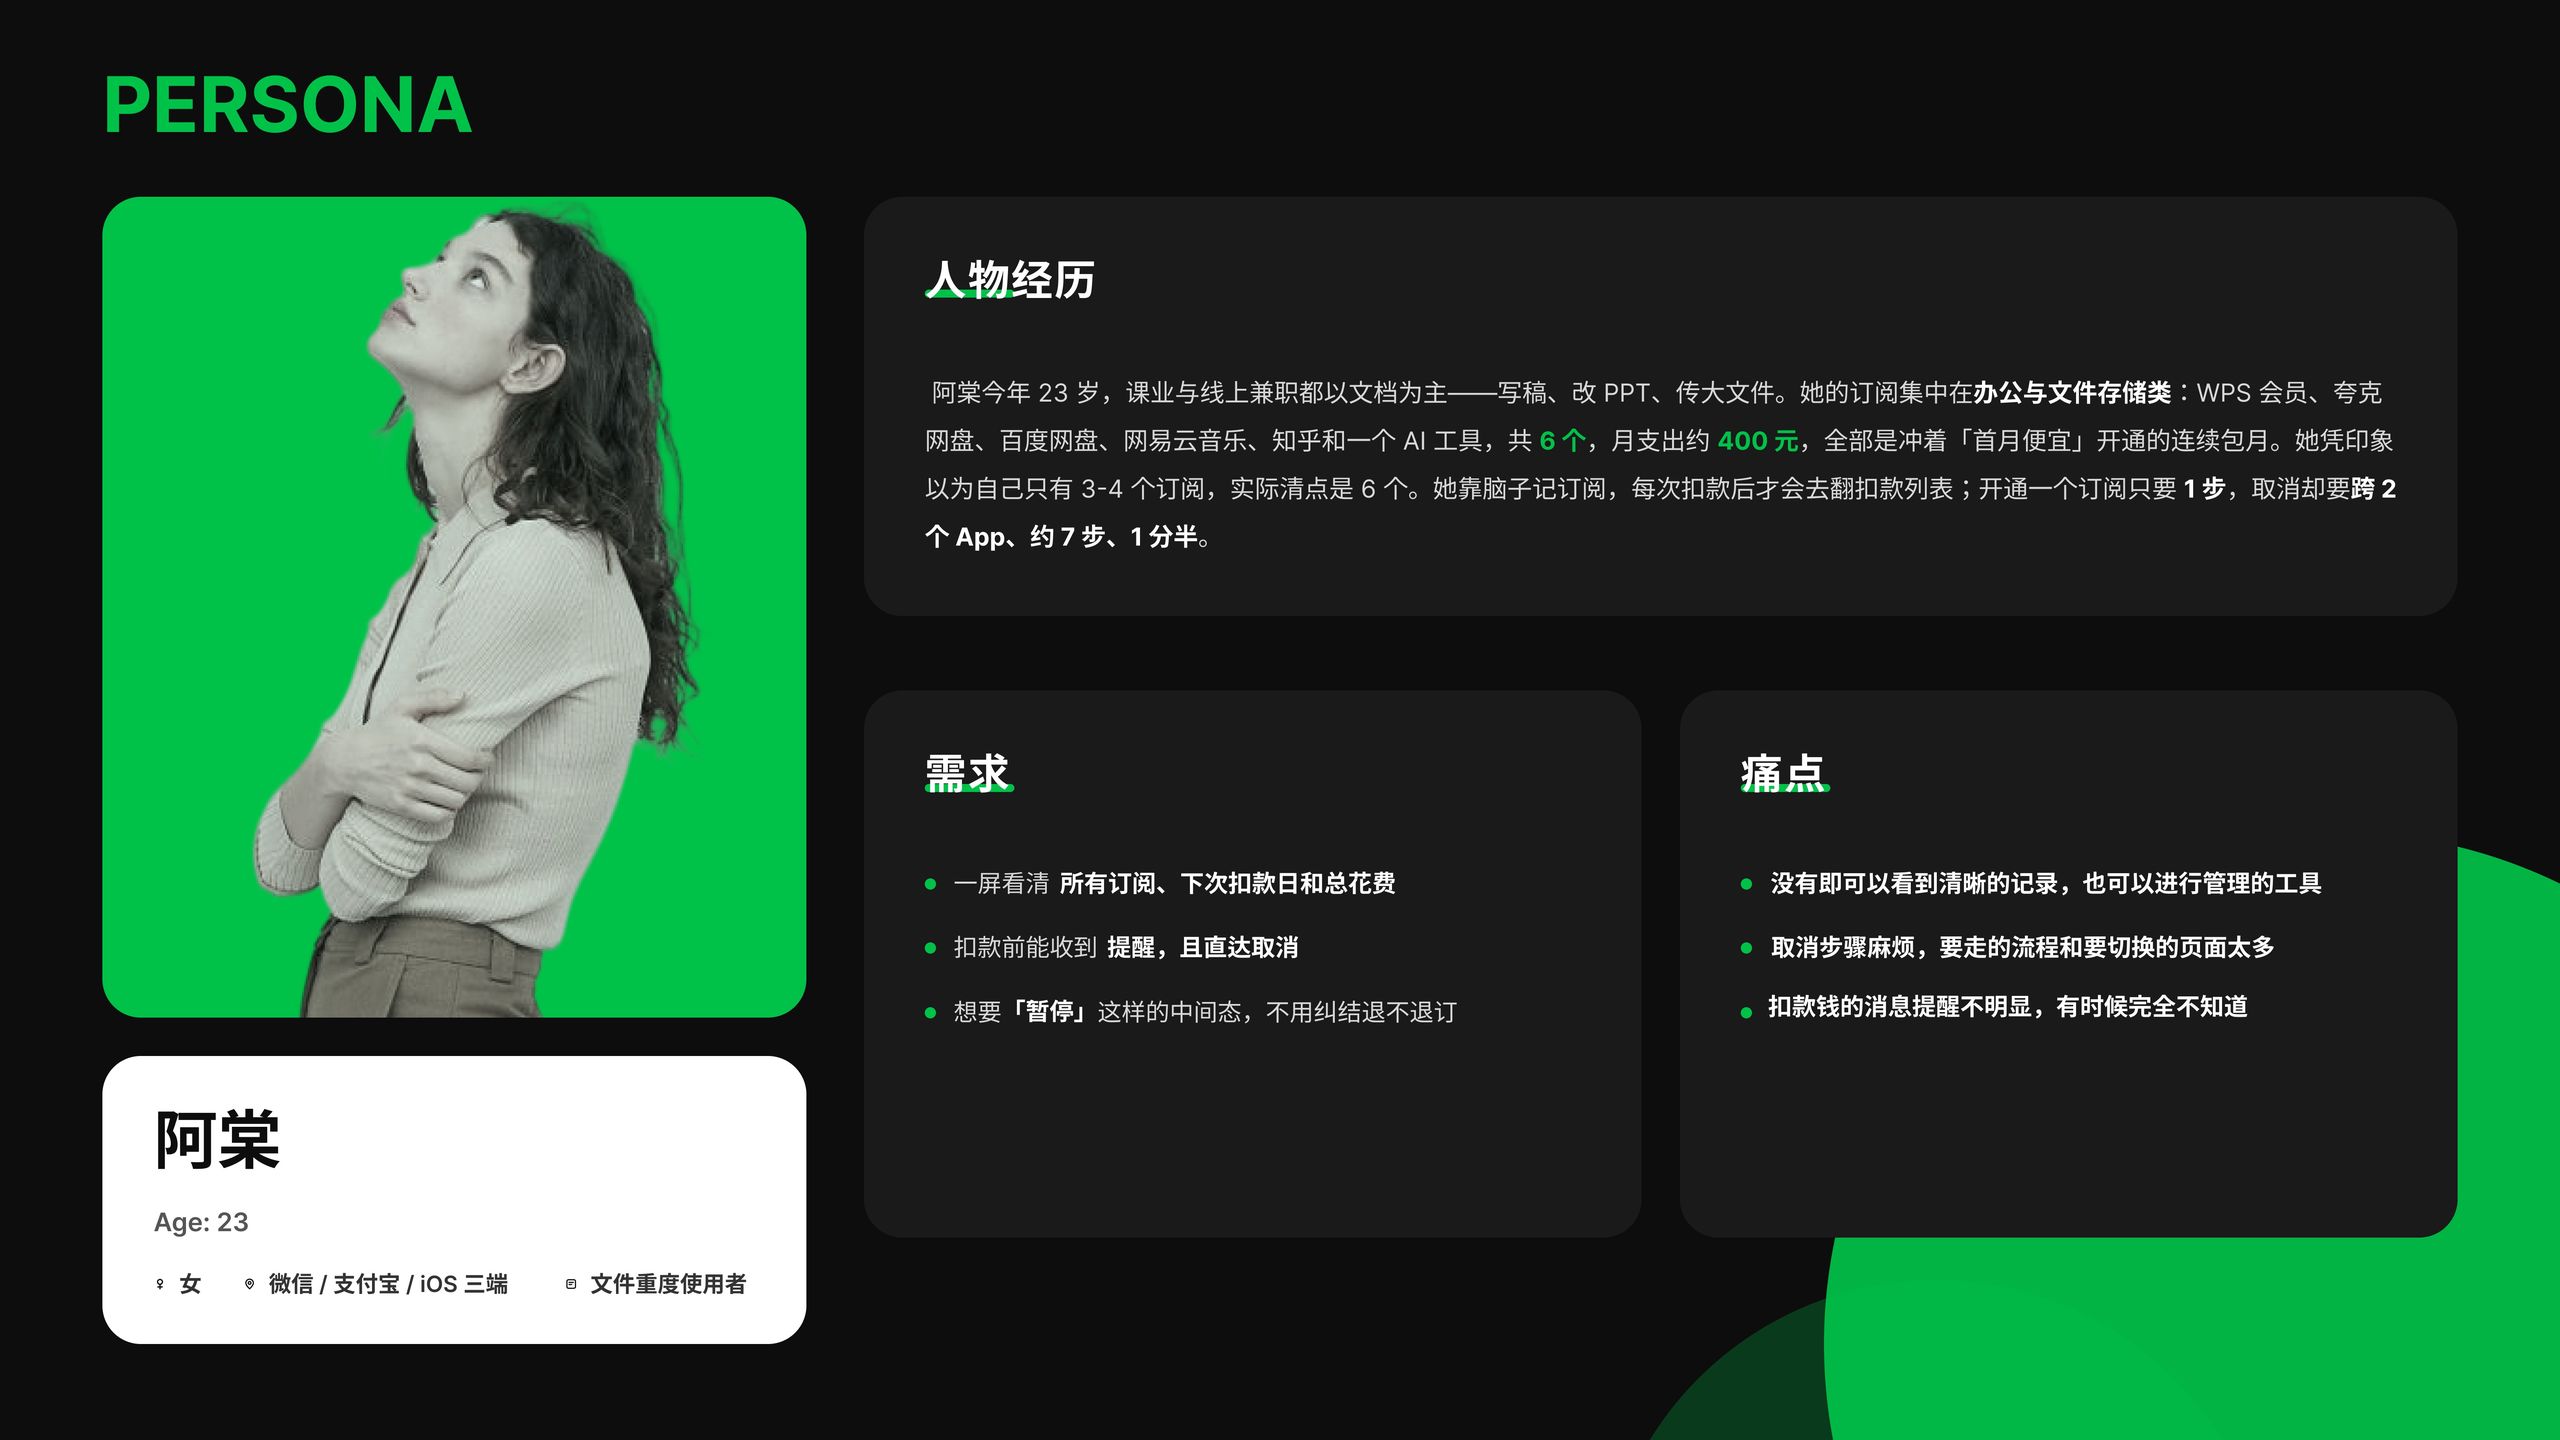 PERSONA
人物经历
阿棠今年 23 岁，课业与线上兼职都以文档为主——写稿、改 PPT、传大文件。她的订阅集中在办公与文件存储类：WPS 会员、夸克
网盘、百度网盘、网易云音乐、知乎和一个 AI 工具，共 6 个，月支出约 400 元，全部是冲着「首月便宜」开通的连续包月。她凭印象
以为自己只有 3-4 个订阅，实际清点是 6 个。她靠脑子记订阅，每次扣款后才会去翻扣款列表；开通一个订阅只要 1 步，取消却要跨 2
个 App、约 7 步、1 分半。
需求
一屏看清 所有订阅、下次扣款日和总花费
扣款前能收到 提醒，且直达取消
想要「暂停」这样的中间态，不用纠结退不退订
痛点
没有即可以看到清晰的记录，也可以进行管理的工具
取消步骤麻烦，要走的流程和要切换的页面太多
扣款钱的消息提醒不明显，有时候完全不知道
阿棠
Age: 23
女 微信 / 支付宝 / iOS 三端 文件重度使用者